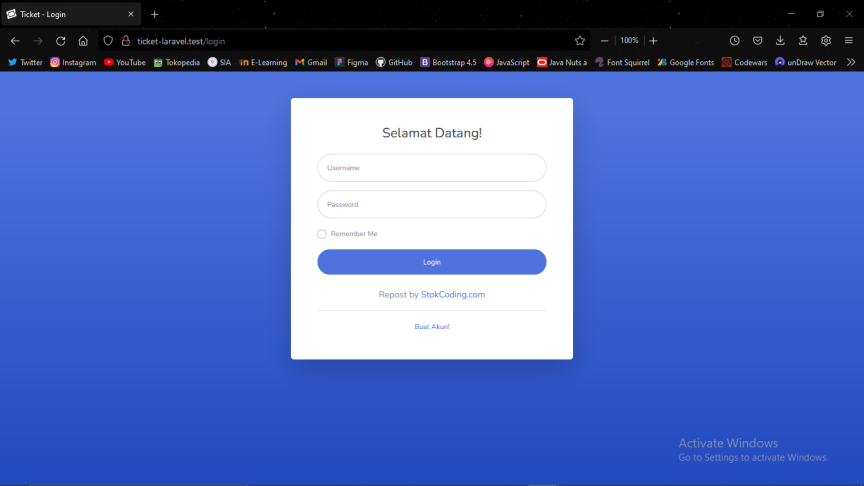 Ticket - Login
ticket-laravel.test/login
100%
Twitter
Instagram
YouTube
Tokopedia
SIA
E-Learning
Gmail
Figma
GitHub
Bootstrap 4.5
JavaScript
Java Nuts a
Font Squirrel
Google Fonts
Codewars
unDraw Vector
Selamat Datang!
Username
Password
Remember Me
Login
Repost by StokCoding.com
Buat Akun!
Activate Windows
Go to Settings to activate Windows.